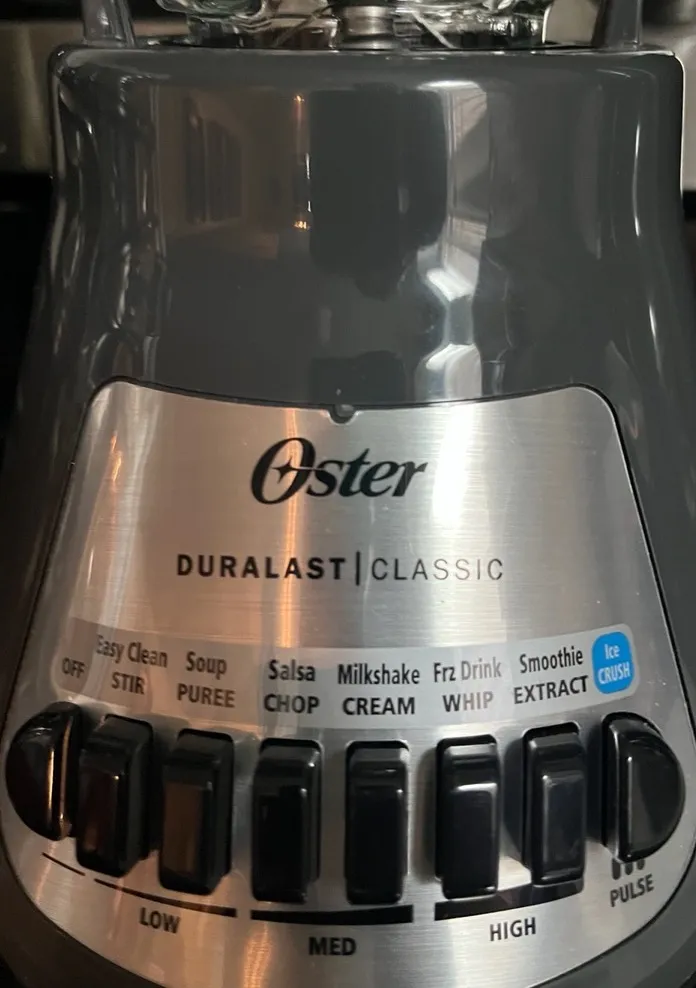 Oster
DURALAST | CLASSIC
OFF
Easy Clean
STIR
Soup
PUREE
Salsa
CHOP
Milkshake
CREAM
Frz Drink
WHIP
Smoothie
EXTRACT
Ice
CRUSH
LOW
MED
HIGH
PULSE